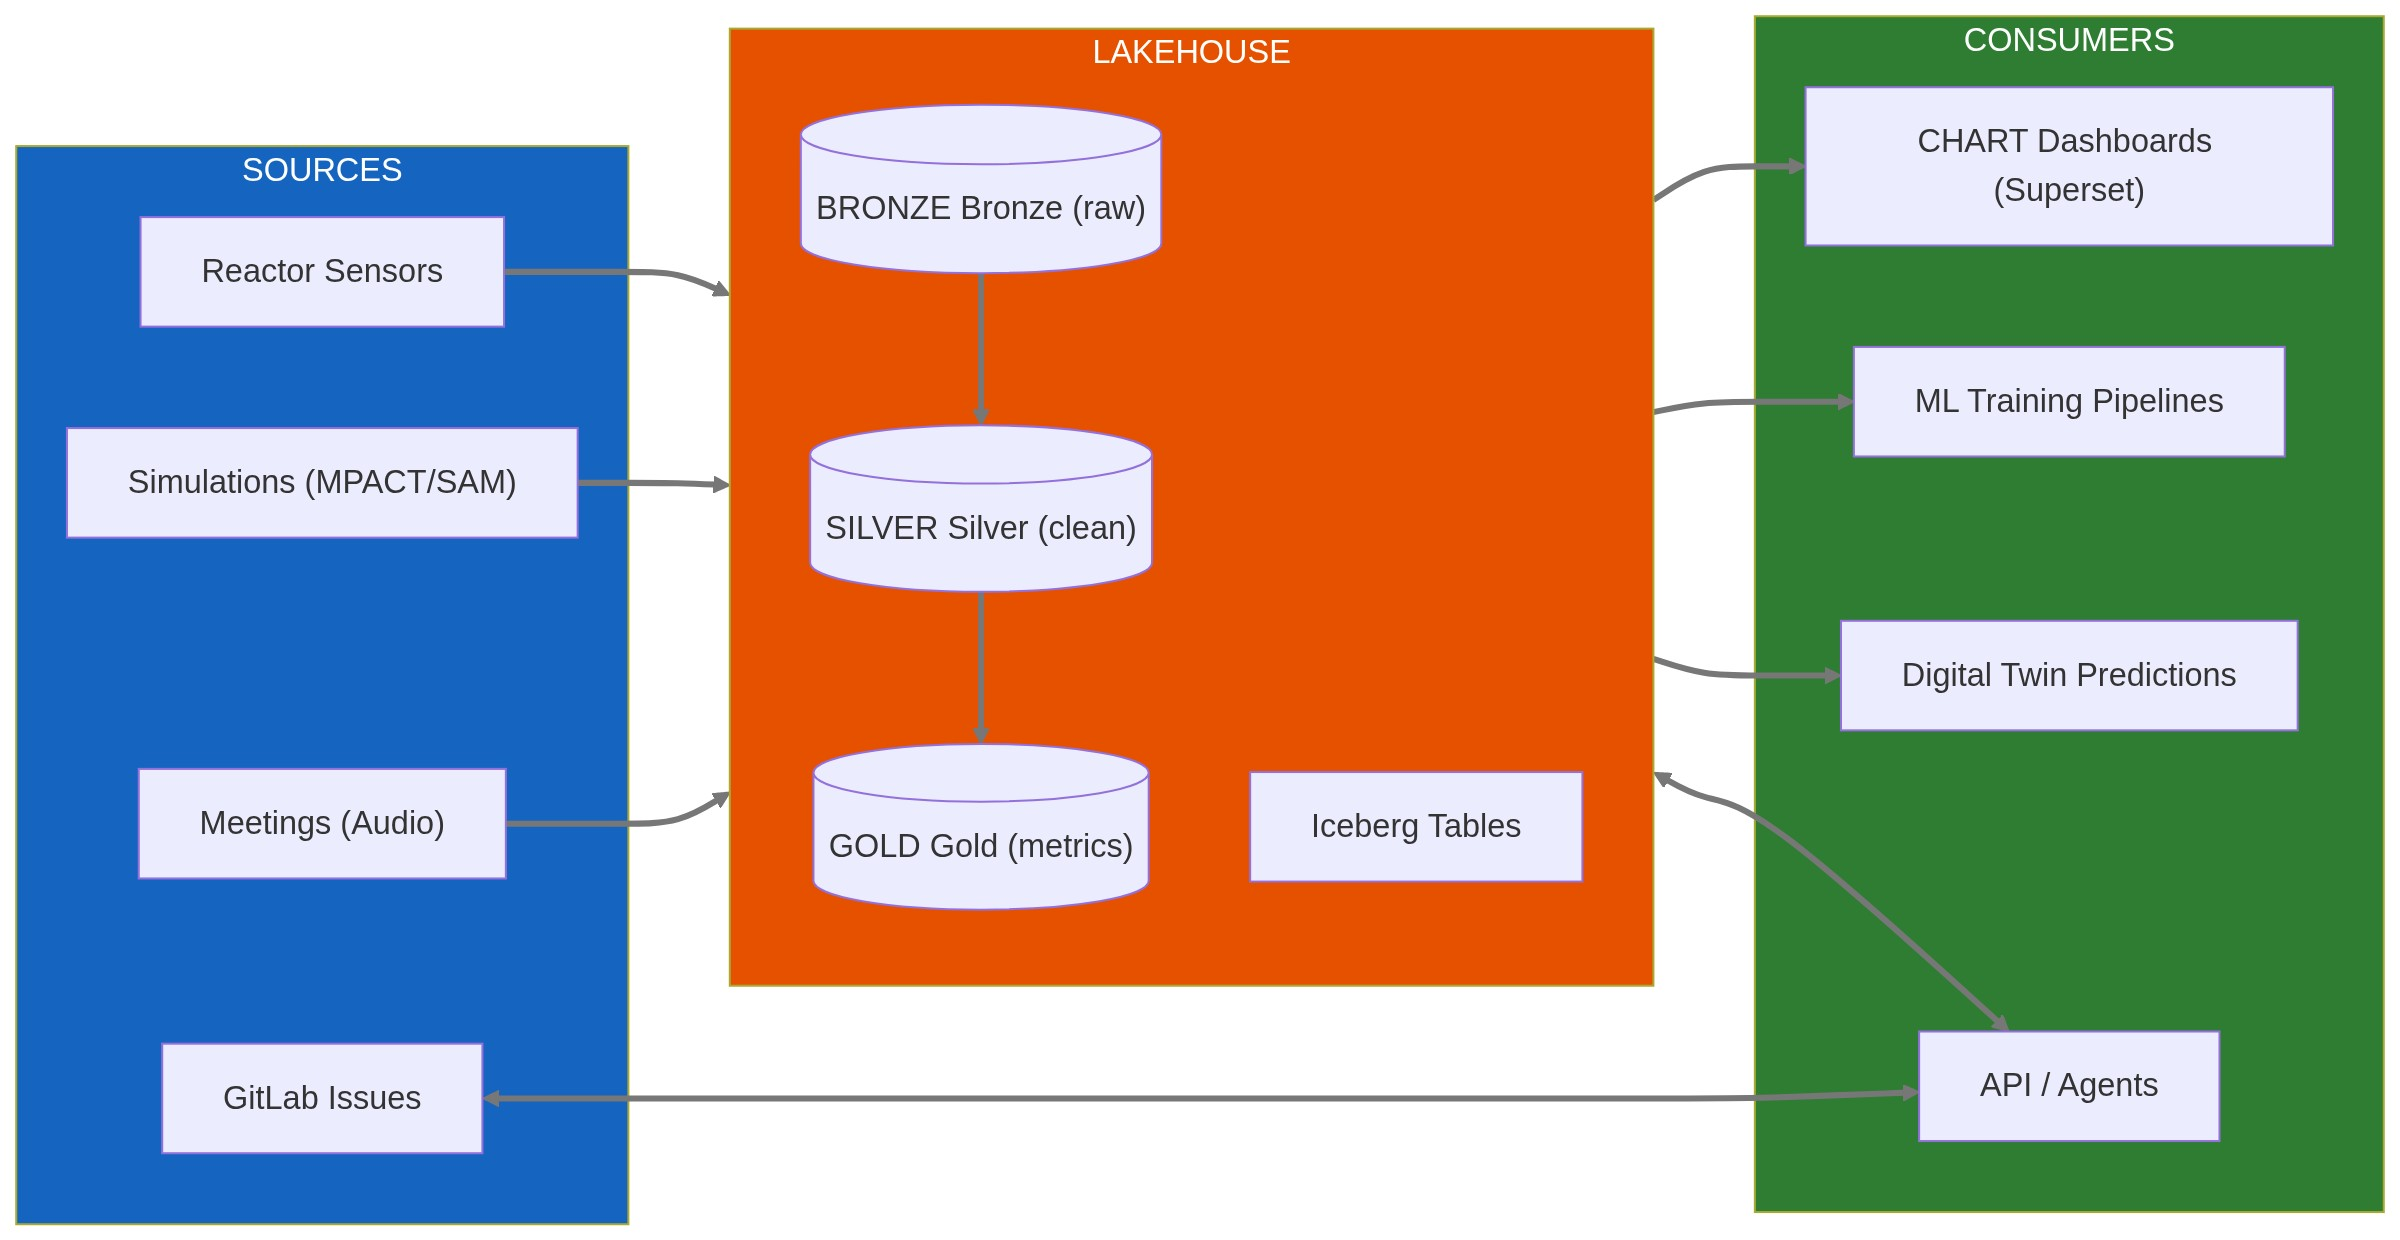 SOURCES
Reactor Sensors
Simulations (MPACT/SAM)
Meetings (Audio)
GitLab Issues
LAKEHOUSE
BRONZE Bronze (raw)
SILVER Silver (clean)
GOLD Gold (metrics)
Iceberg Tables
CONSUMERS
CHART Dashboards
(Superset)
ML Training Pipelines
Digital Twin Predictions
API / Agents